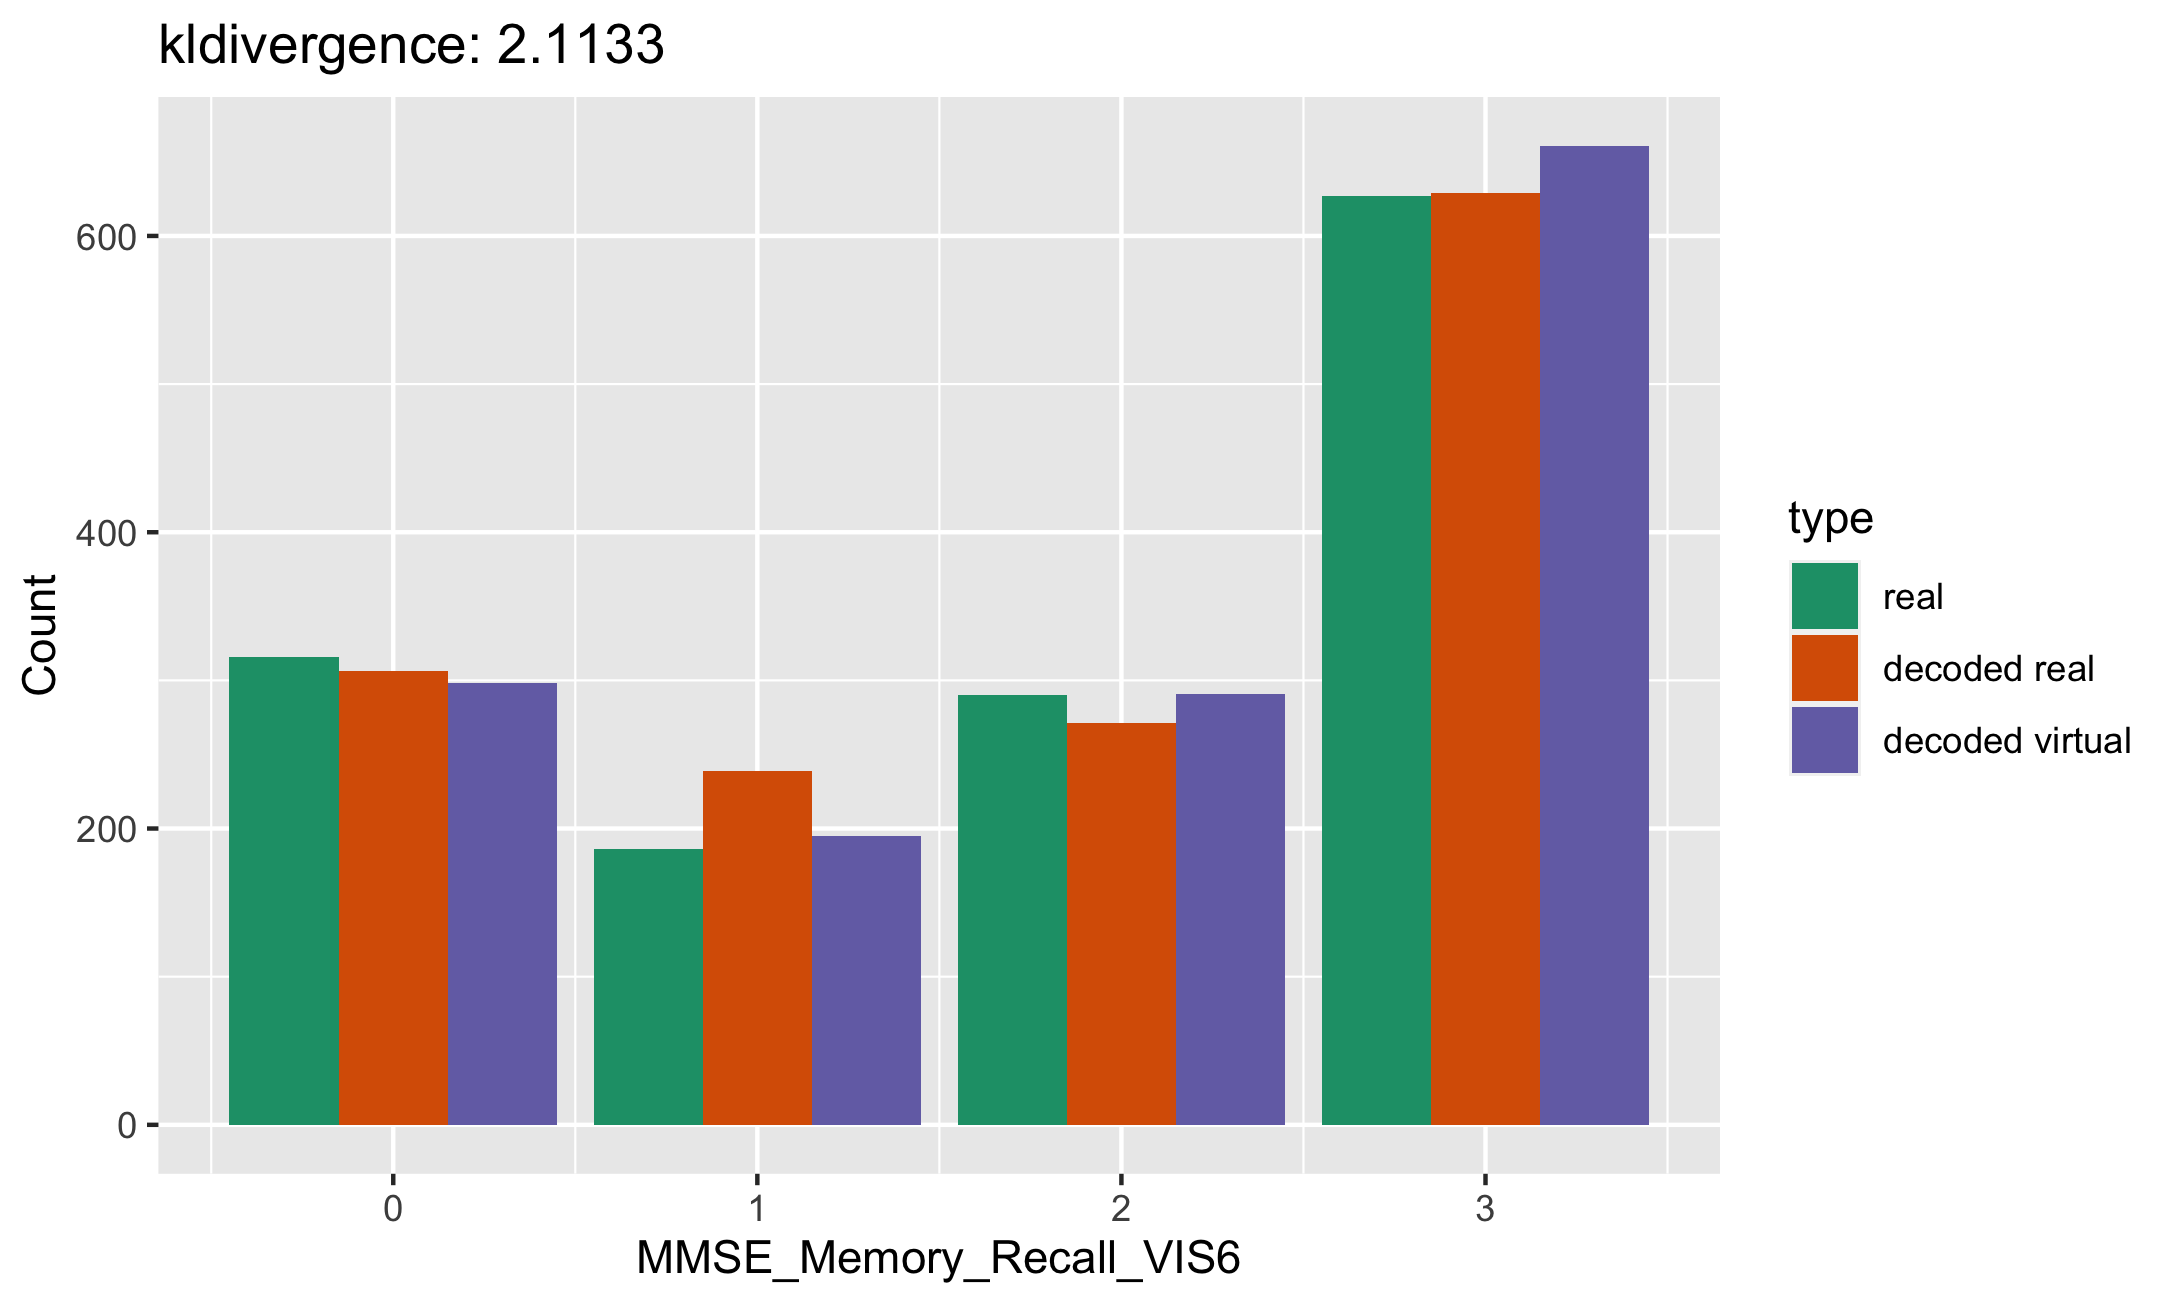 kldivergence: 2.1133
600
400
200
0
Count
0 1 2 3
MMSE_Memory_Recall_VIS6
type
real
decoded real
decoded virtual